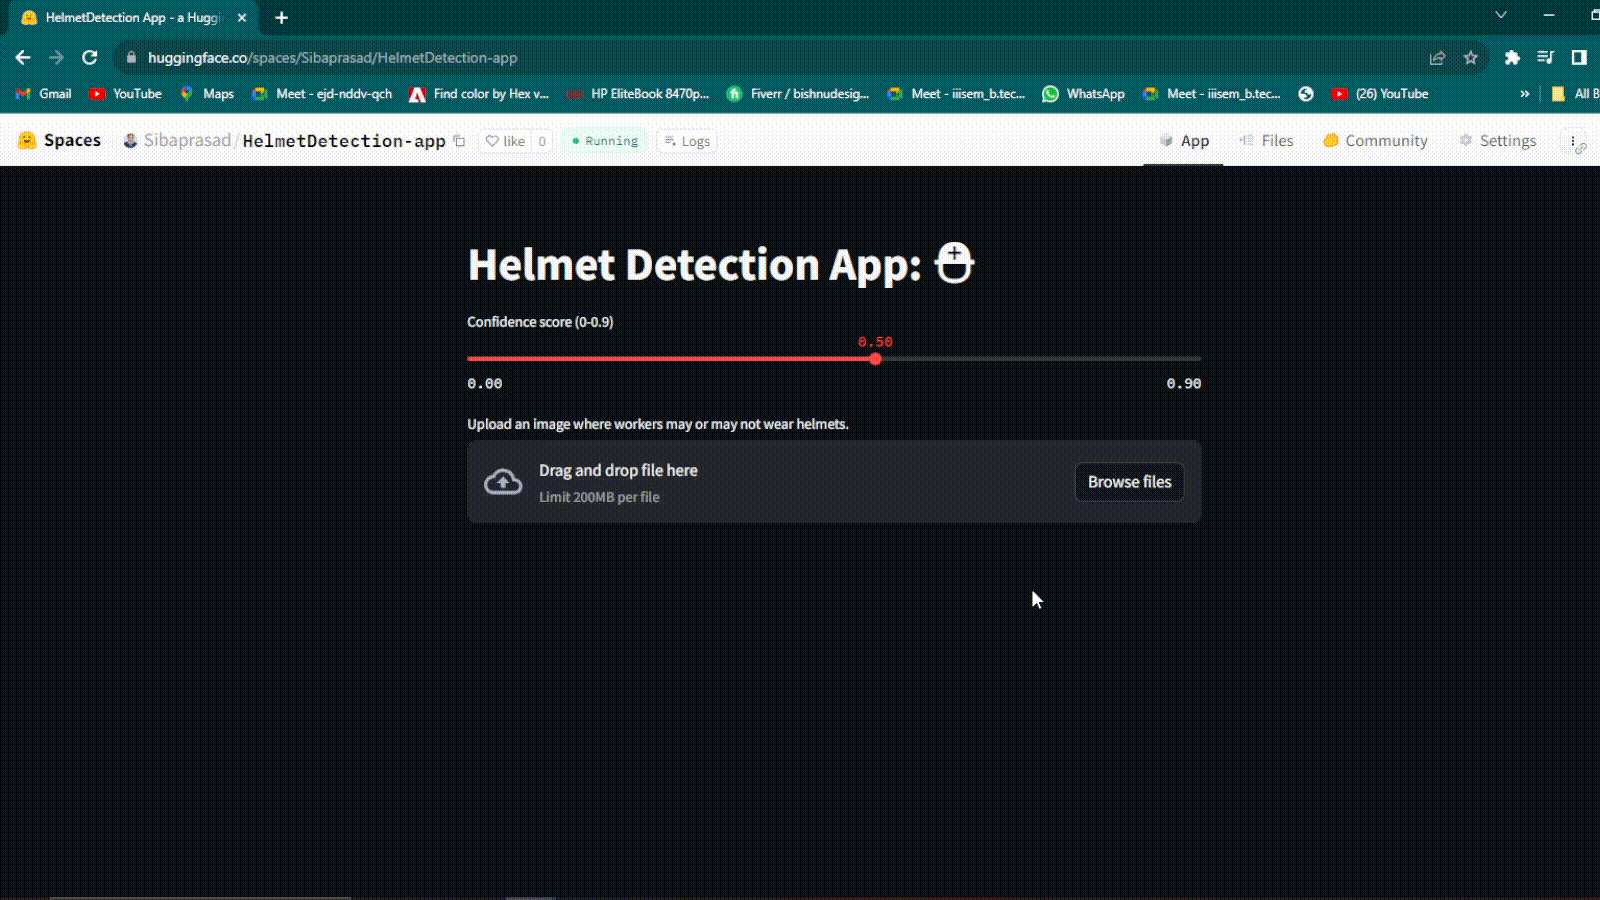 HelmetDetection App - a Huggi
huggingface.co/spaces/Sibaprasad/HelmetDetection-app
Gmail YouTube Maps Meet - ejd-nddv-qch Find color by Hex v... HP EliteBook 8470p... Fiverr / bishnudesig... Meet - iiisem_b.tec... WhatsApp Meet - iiisem_b.tec... (26) YouTube » All B
Spaces Sibaprasad/HelmetDetection-app like 0 Running Logs App Files Community Settings
Helmet Detection App:
Confidence score (0-0.9)
0.50
0.00 0.90
Upload an image where workers may or may not wear helmets.
Drag and drop file here
Limit 200MB per file
Browse files